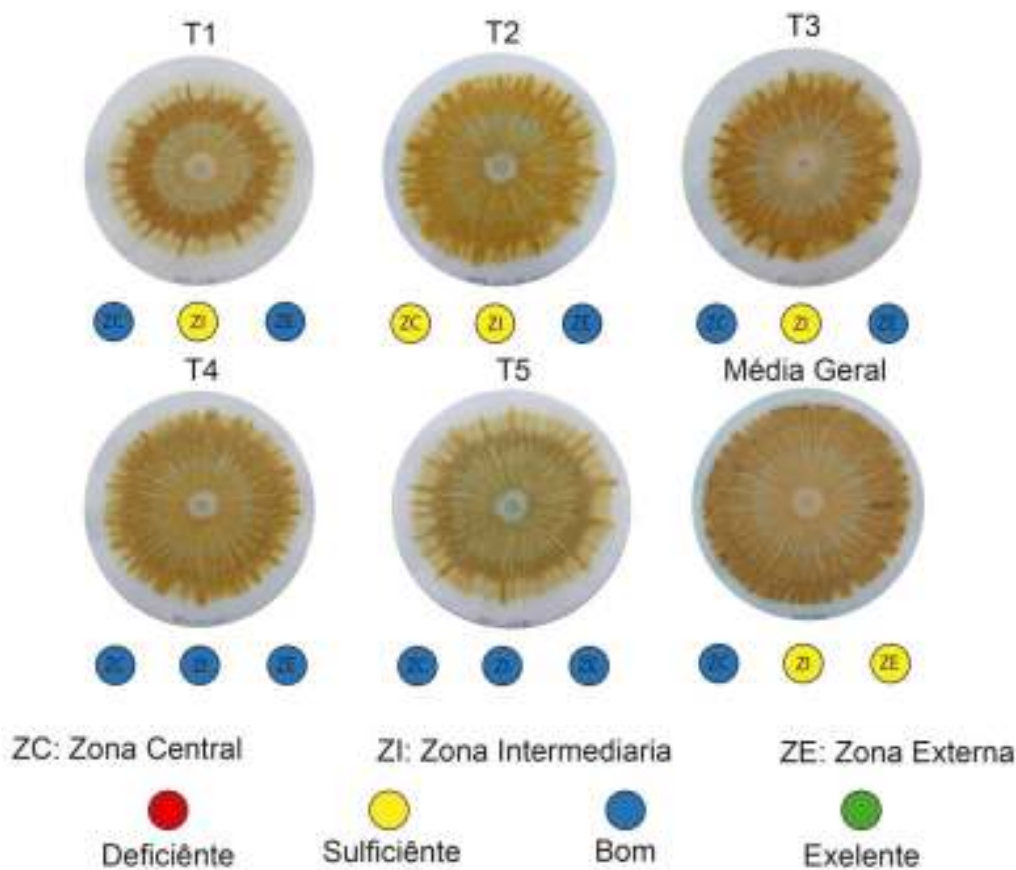 T1 T2 T3
ZC ZI ZE ZC ZI ZE ZC ZI ZE
T4 T5 Média Geral
ZC ZI ZE ZC ZI ZE ZC ZI ZE
ZC: Zona Central ZI: Zona Intermediaria ZE: Zona Externa
Deficiênte Sulficiênte Bom Exelente